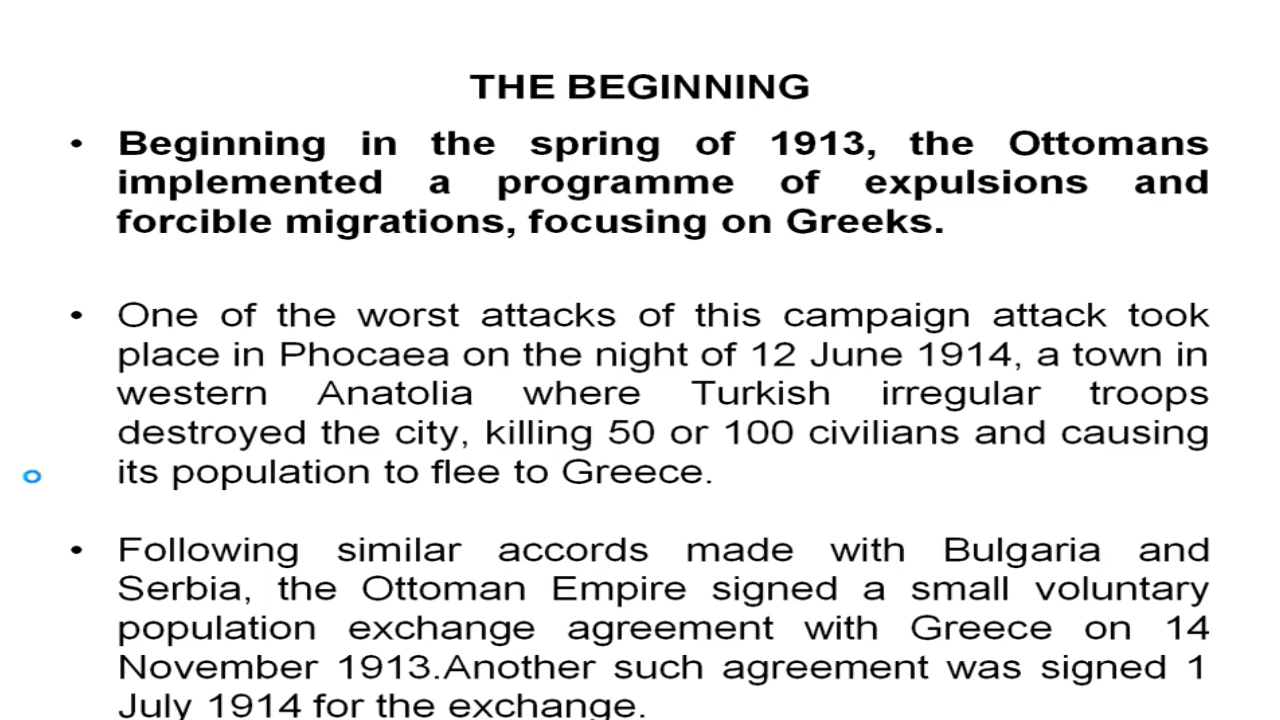 THE BEGINNING
• Beginning in the spring of 1913, the Ottomans
implemented a programme of expulsions and
forcible migrations, focusing on Greeks.
• One of the worst attacks of this campaign attack took
place in Phocaea on the night of 12 June 1914, a town in
western Anatolia where Turkish irregular troops
destroyed the city, killing 50 or 100 civilians and causing
its population to flee to Greece.
• Following similar accords made with Bulgaria and
Serbia, the Ottoman Empire signed a small voluntary
population exchange agreement with Greece on 14
November 1913.Another such agreement was signed 1
July 1914 for the exchange.